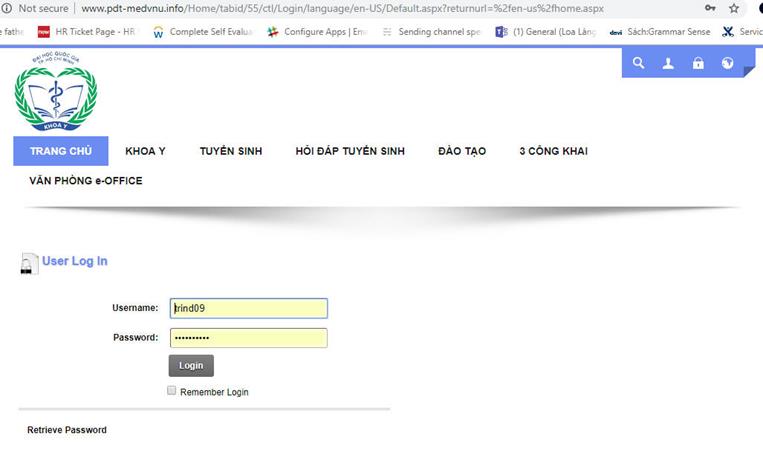 Not secure | www.pdt-medvnu.info/Home/tabid/55/ctl/Login/language/en-US/Default.aspx?returnurl=%2fen-us%2fhome.aspx
e fathe now HR Ticket Page - HR Complete Self Evalua Configure Apps | Em Sending channel spe (1) General (Loa Làng devi Sách:Grammar Sense Servic
ĐẠI HỌC QUỐC GIA
TP. HỒ CHÍ MINH
KHOA Y
TRANG CHỦ KHOA Y TUYỂN SINH HỎI ĐÁP TUYỂN SINH ĐÀO TẠO 3 CÔNG KHAI
VĂN PHÒNG e-OFFICE
User Log In
Username: trind09
Password: ••••••••••
Login
Remember Login
Retrieve Password